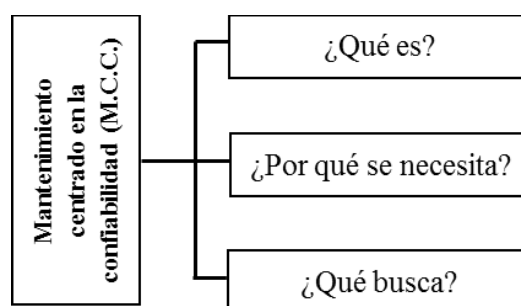 Mantenimiento
centrado en la
confiabilidad (M.C.C.)
¿Qué es?
¿Por qué se necesita?
¿Qué busca?